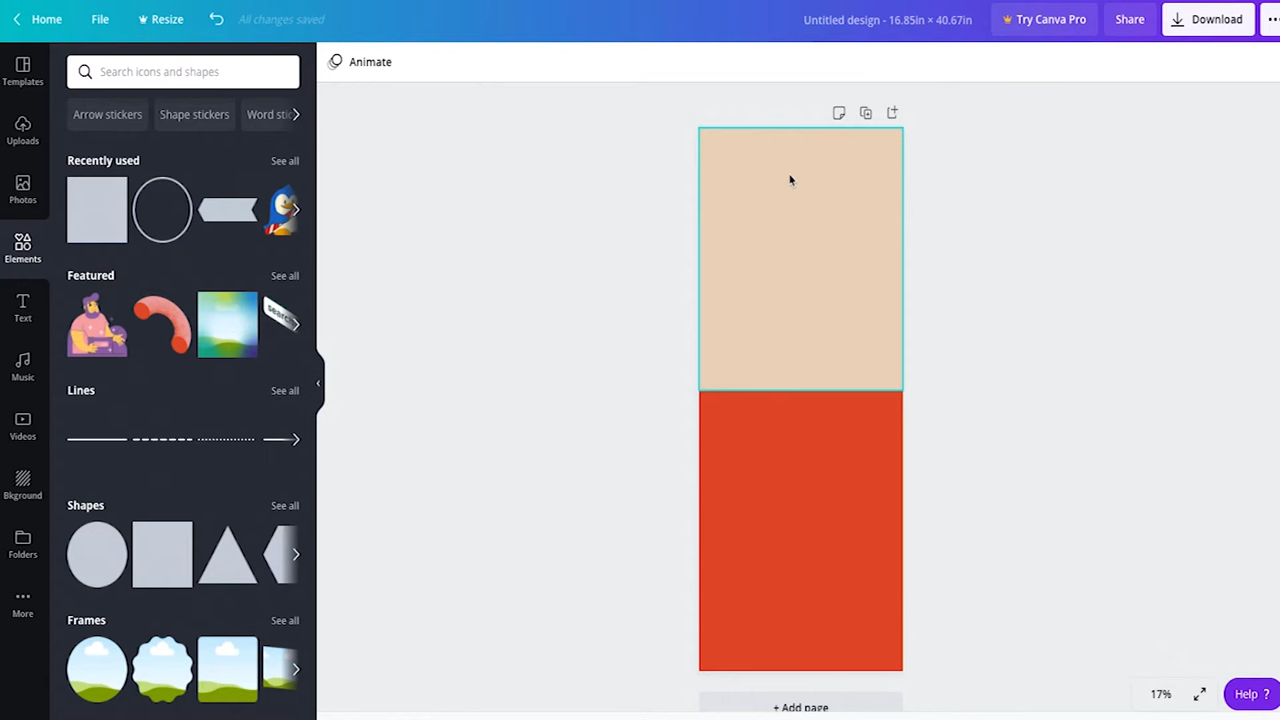 Home File Resize All changes saved Untitled design - 16.85in × 40.67in Try Canva Pro Share Download
Animate
Templates
Uploads
Photos
Elements
Text
Music
Videos
Bkground
Folders
More
Search icons and shapes
Arrow stickers Shape stickers Word stic
Recently used See all
Featured See all
search
Lines See all
Shapes See all
Frames See all
+ Add page
17% Help ?